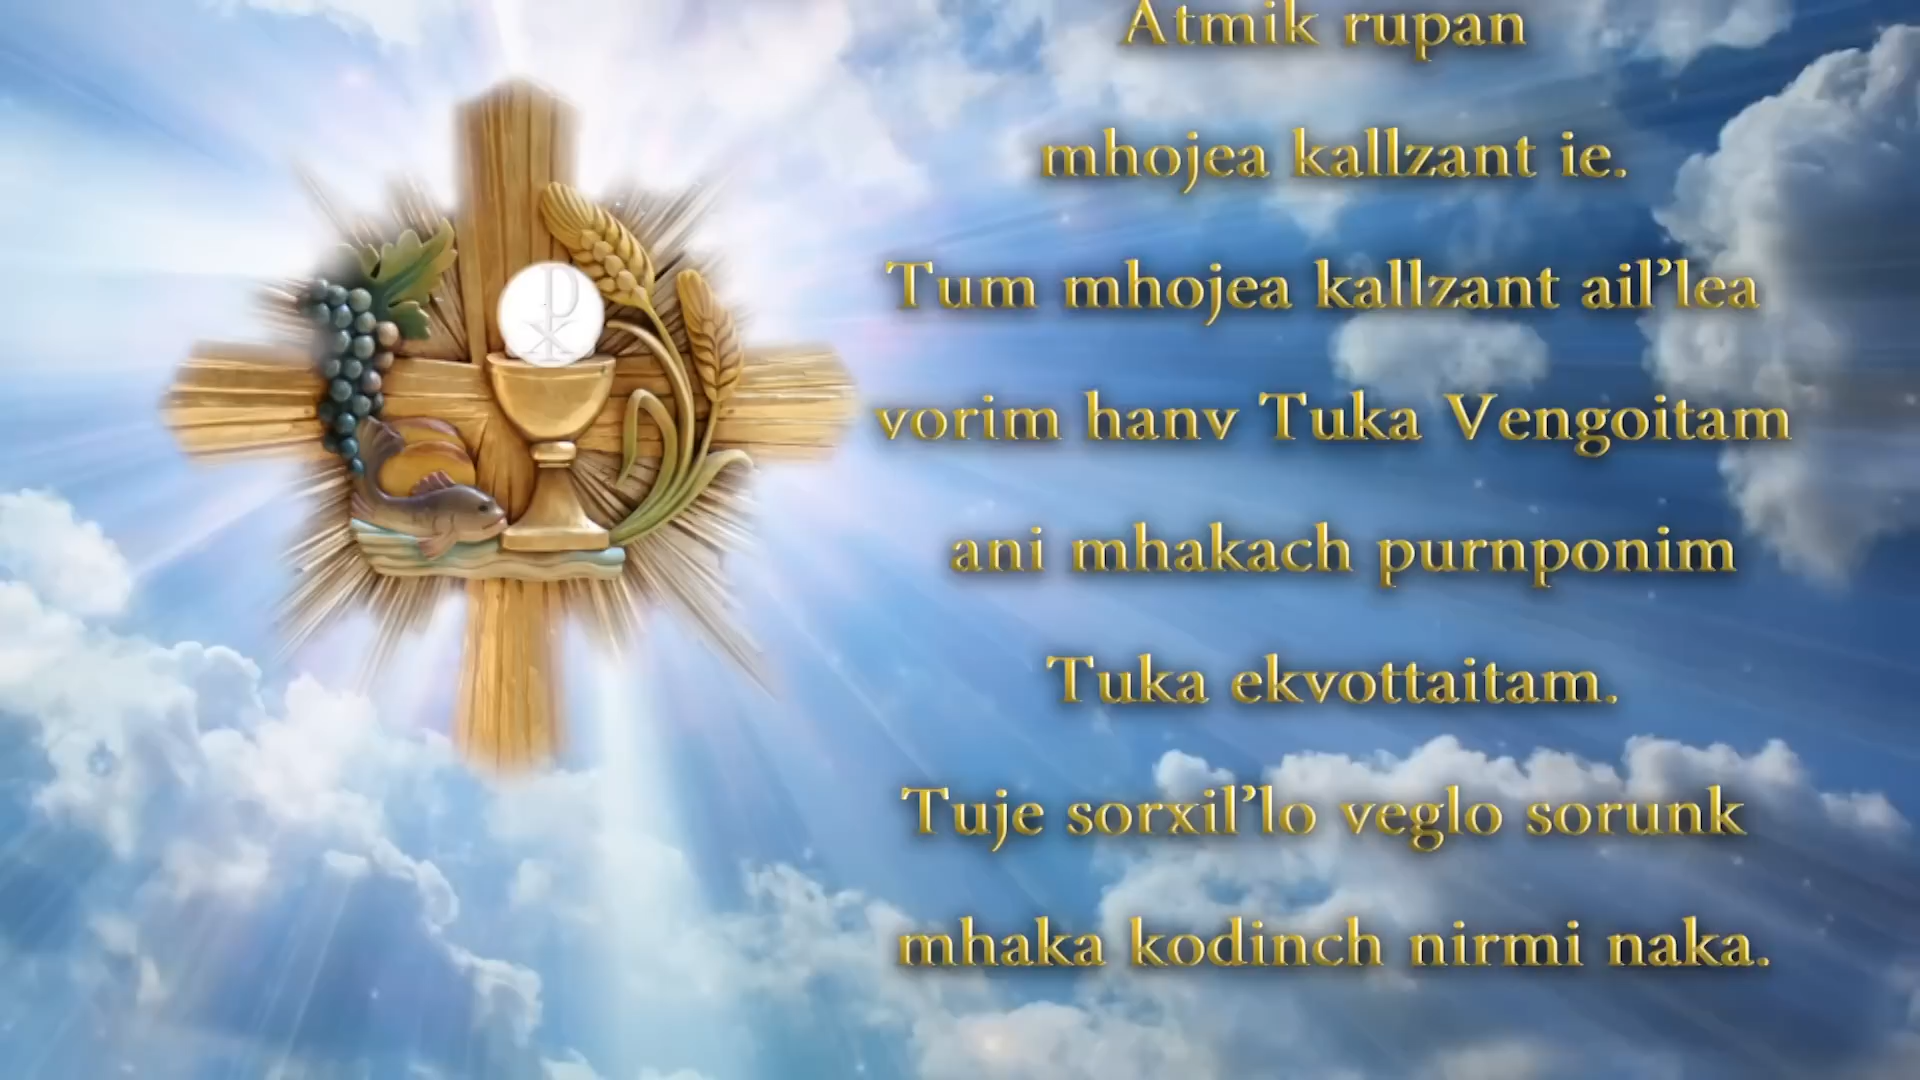 Atmik rupan
mhojea kallzant ie.
Tum mhojea kallzant ail’lea
vorim hanv Tuka Vengoitam
ani mhakach purnponim
Tuka ekvottaitam.
Tuje sorxil’lo veglo sorunk
mhaka kodinch nirmi naka.